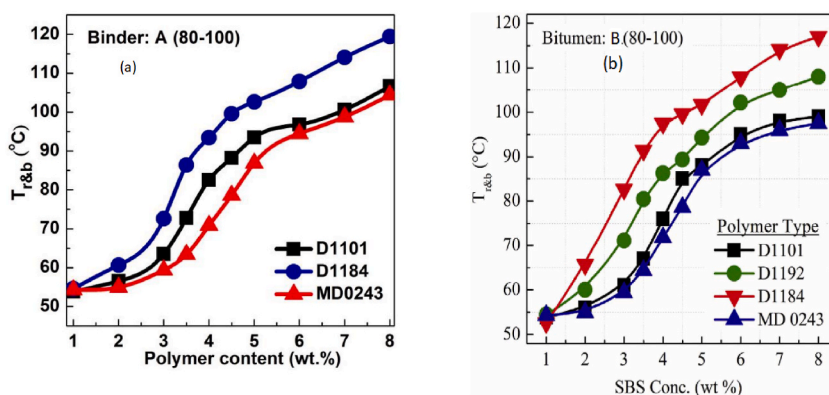 Binder: A (80-100)
(a)
120
110
100
90
80
70
60
50
T r&b (°C)
D1101
D1184
MD0243
1 2 3 4 5 6 7 8
Polymer content (wt.%)
Bitumen: B.(80-100)
(b)
120
110
100
90
80
70
60
50
T r&b (°C)
Polymer Type
D1101
D1192
D1184
MD 0243
1 2 3 4 5 6 7 8
SBS Conc. (wt %)